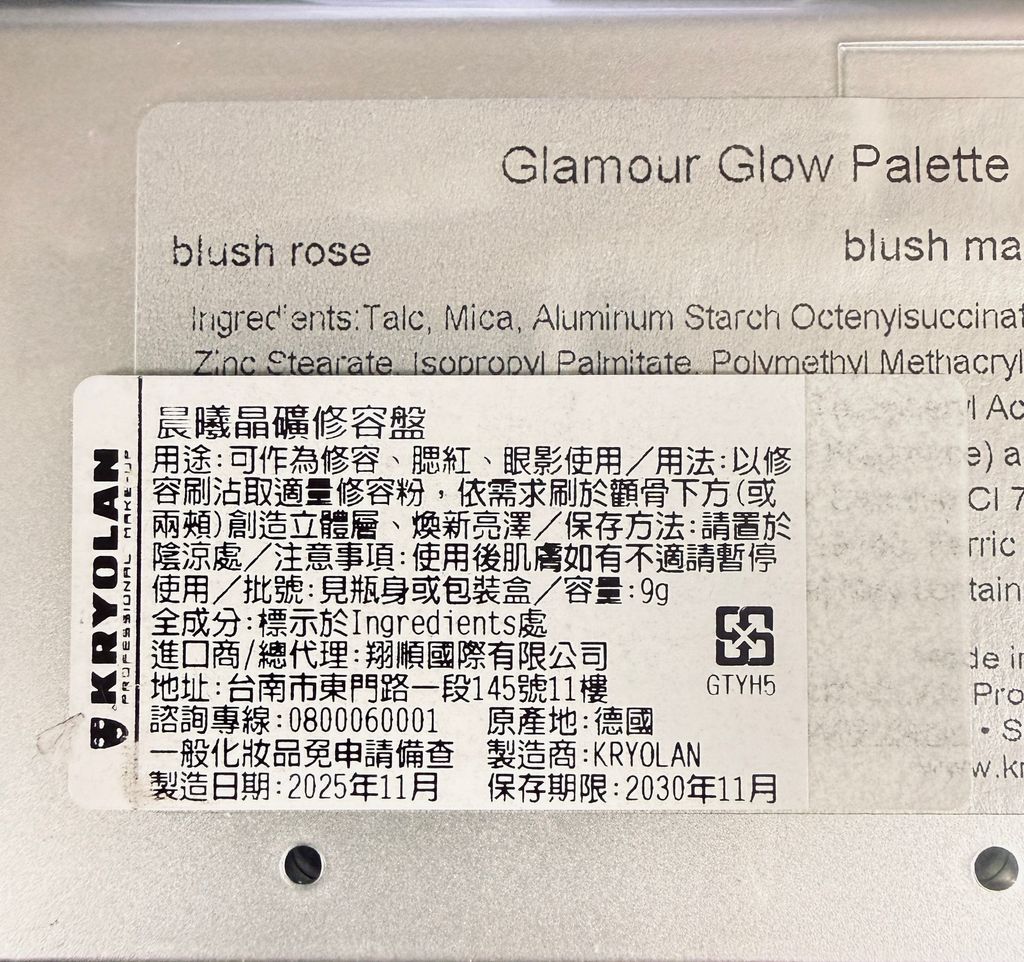 Glamour Glow Palette
blush rose
blush ma
Ingredients:Talc, Mica, Aluminum Starch Octenylsuccinat
Zinc Stearate, Isopropyl Palmitate, Polymethyl Methacryl
l Ac
e) a
CI 7
rric
tain
de in
Pro
• S
w.kr
KRYOLAN
PROFESSIONAL MAKE-UP
晨曦晶礦修容盤
用途:可作為修容、腮紅、眼影使用/用法:以修
容刷沾取適量修容粉，依需求刷於顴骨下方(或
兩頰)創造立體層、煥新亮澤/保存方法:請置於
陰涼處/注意事項:使用後肌膚如有不適請暫停
使用/批號:見瓶身或包裝盒/容量:9g
全成分:標示於Ingredients處
進口商/總代理:翔順國際有限公司
地址:台南市東門路一段145號11樓
GTYH5
諮詢專線:0800060001 原產地:德國
一般化妝品免申請備查 製造商:KRYOLAN
製造日期:2025年11月 保存期限:2030年11月